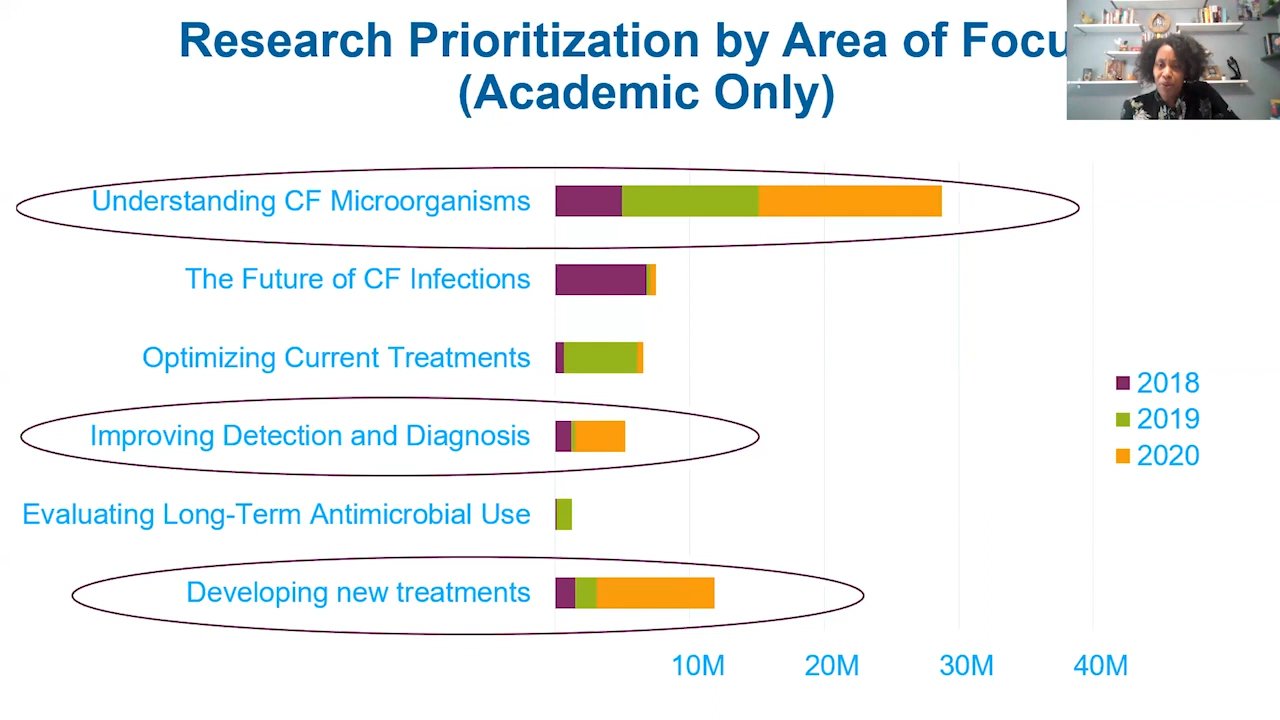 Research Prioritization by Area of Focu
(Academic Only)
Understanding CF Microorganisms
The Future of CF Infections
Optimizing Current Treatments
Improving Detection and Diagnosis
Evaluating Long-Term Antimicrobial Use
Developing new treatments
2018
2019
2020
10M 20M 30M 40M